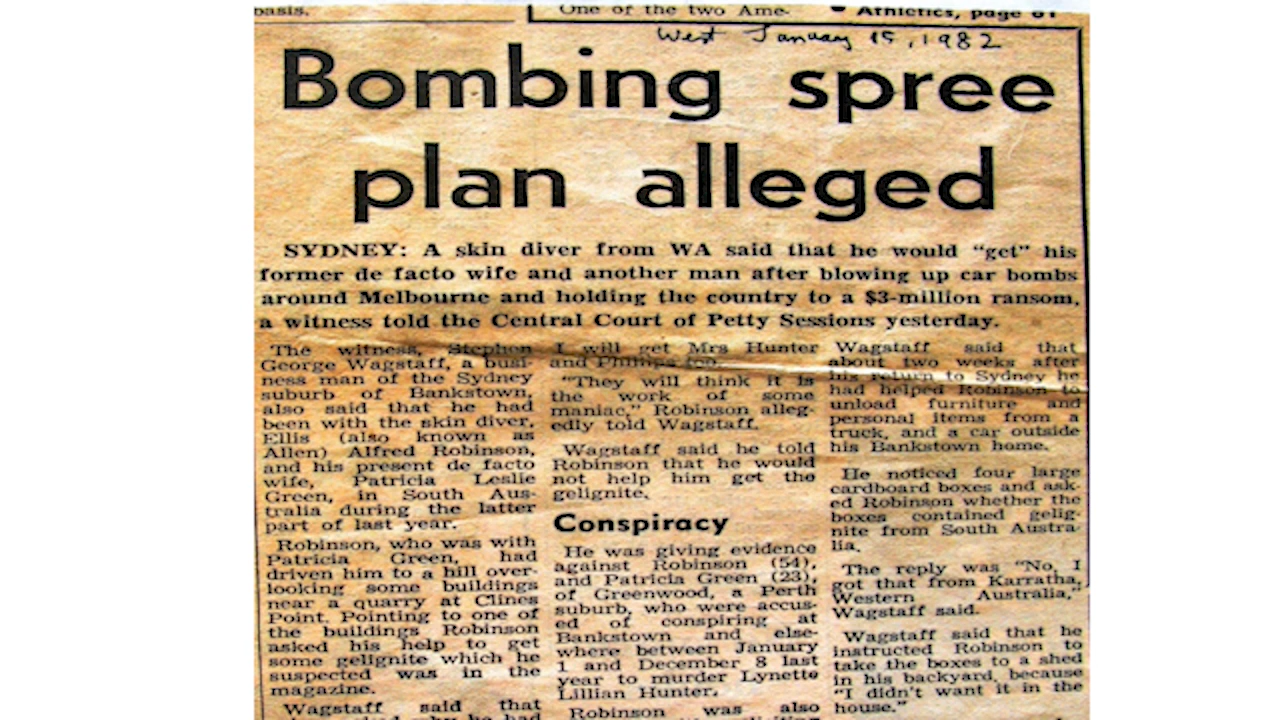 basis.
One of the two Ame-
● Athletics, page 61
West January 15, 1982
Bombing spree
plan alleged
SYDNEY: A skin diver from WA said that he would "get" his
former de facto wife and another man after blowing up car bombs
around Melbourne and holding the country to a $3-million ransom,
a witness told the Central Court of Petty Sessions yesterday.
The witness, Stephen
George Wagstaff, a busi-
ness man of the Sydney
suburb of Bankstown,
also said that he had
been with the skin diver,
Ellis (also known as
Allen) Alfred Robinson,
and his present de facto
wife, Patricia Leslie
Green, in South Aus-
tralia during the latter
part of last year.
Robinson, who was with
Patricia Green, had
driven him to a hill over-
looking some buildings
near a quarry at Clines
Point. Pointing to one of
the buildings Robinson
asked his help to get
some gelignite which he
suspected was in the
magazine.
Wagstaff said that
I will get Mrs Hunter
and Phillips too.
"They will think it is
the work of some
maniac," Robinson alleg-
edly told Wagstaff.
Wagstaff said he told
Robinson that he would
not help him get the
gelignite.
Conspiracy
He was giving evidence
against Robinson (54),
and Patricia Green (23),
of Greenwood, a Perth
suburb, who were accus-
ed of conspiring at
Bankstown and else-
where between January
1 and December 8 last
year to murder Lynette
Lillian Hunter.
Robinson was also
Wagstaff said that
about two weeks after
his return to Sydney he
had helped Robinson to
unload furniture and
personal items from a
truck, and a car outside
his Bankstown home.
He noticed four large
cardboard boxes and ask-
ed Robinson whether the
boxes contained gelig-
nite from South Austra-
lia.
The reply was "No, I
got that from Karratha,
Western Australia,"
Wagstaff said.
Wagstaff said that he
instructed Robinson to
take the boxes to a shed
in his backyard, because
"I didn't want it in the
house."